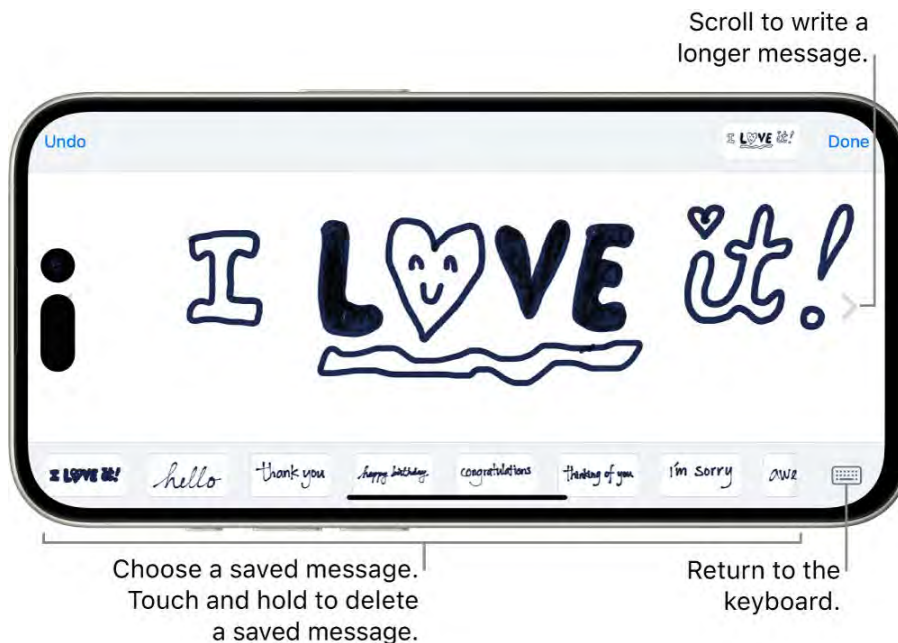 Scroll to write a
longer message.
Undo
I LOVE it!
Done
I LOVE it!
I LOVE it!
hello
thank you
happy birthday
congratulations
thinking of you
I'm sorry
awe
Choose a saved message.
Touch and hold to delete
a saved message.
Return to the
keyboard.